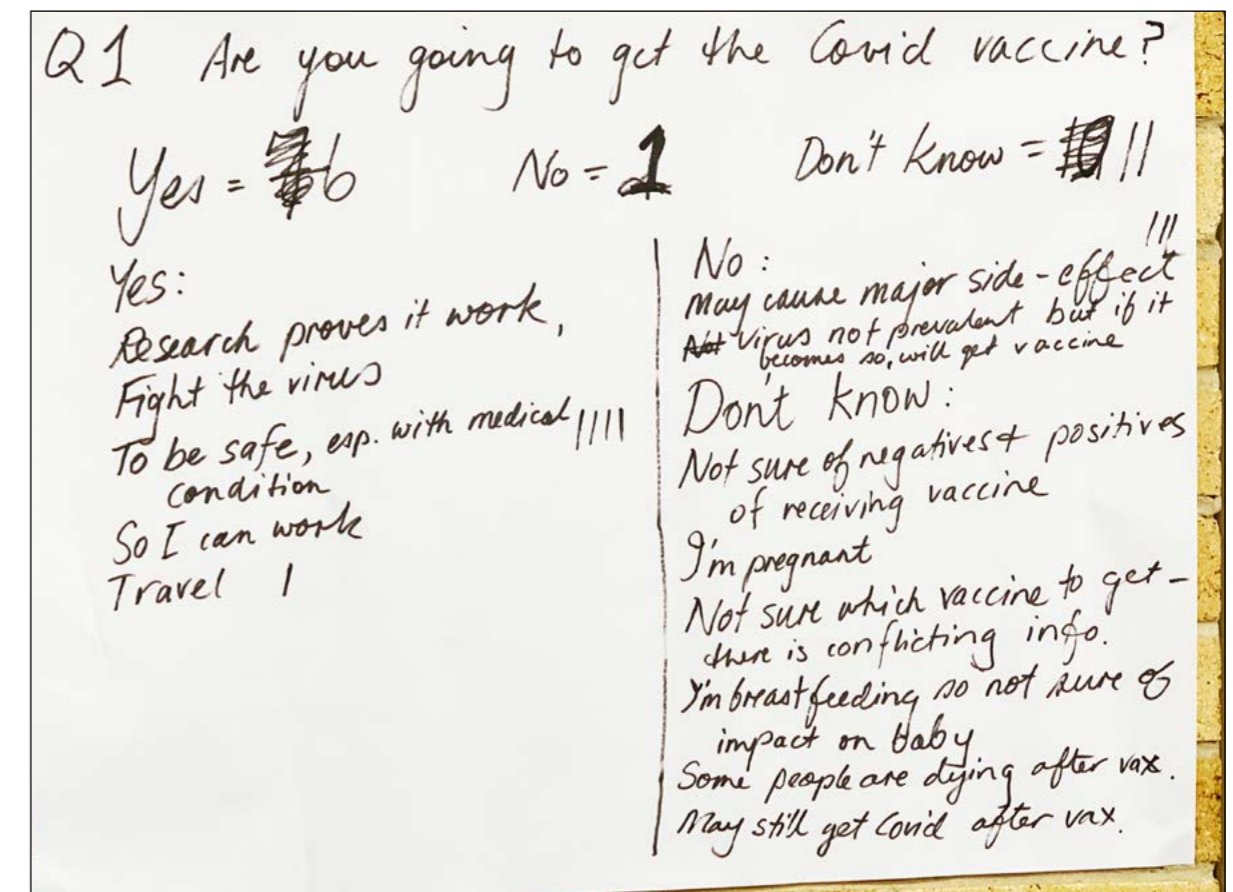 Q1 Are you going to get the Covid vaccine?
Yes = 6 No = 1 Don't know = 11
Yes:
Research proves it work,
Fight the virus
To be safe, esp. with medical ||||
condition
So I can work
Travel |
No: |||
May cause major side-effect
Not virus not prevalent but if it
becomes so, will get vaccine
Don't know:
Not sure of negatives + positives
of receiving vaccine
I'm pregnant
Not sure which vaccine to get -
there is conflicting info.
I'm breastfeeding so not sure of
impact on baby
Some people are dying after vax.
May still get Covid after vax.